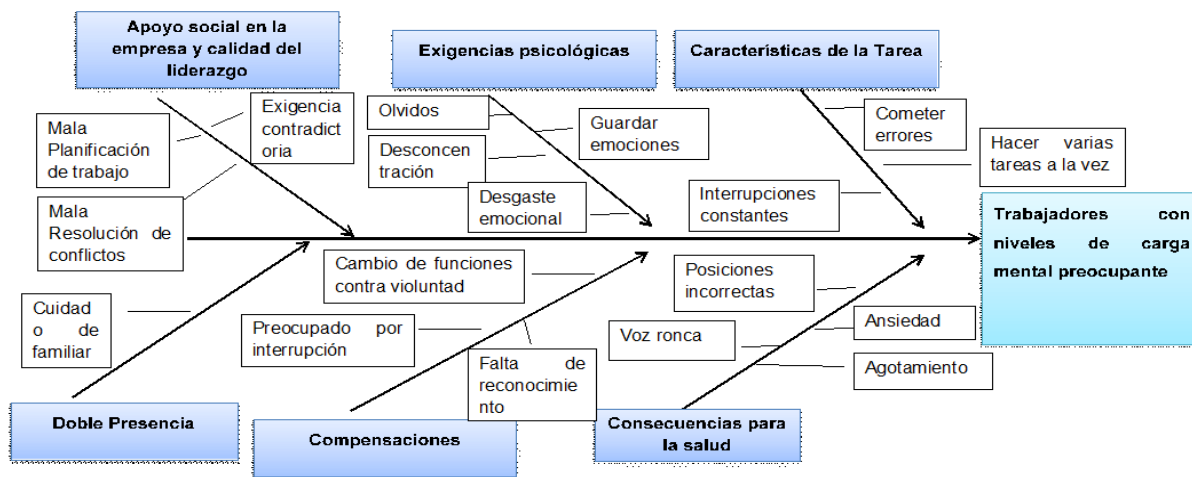 Apoyo social en la
empresa y calidad del
liderazgo
Exigencias psicológicas
Características de la Tarea
Mala
Planificación
de trabajo
Exigencia
contradict
oria
Mala
Resolución de
conflictos
Olvidos
Desconcen
tración
Guardar
emociones
Desgaste
emocional
Cometer
errores
Hacer varias
tareas a la vez
Interrupciones
constantes
Trabajadores con
niveles de carga
mental preocupante
Cuidad
o de
familiar
Cambio de funciones
contra violuntad
Preocupado por
interrupción
Falta de
reconocimie
nto
Posiciones
incorrectas
Voz ronca
Ansiedad
Agotamiento
Doble Presencia
Compensaciones
Consecuencias para
la salud